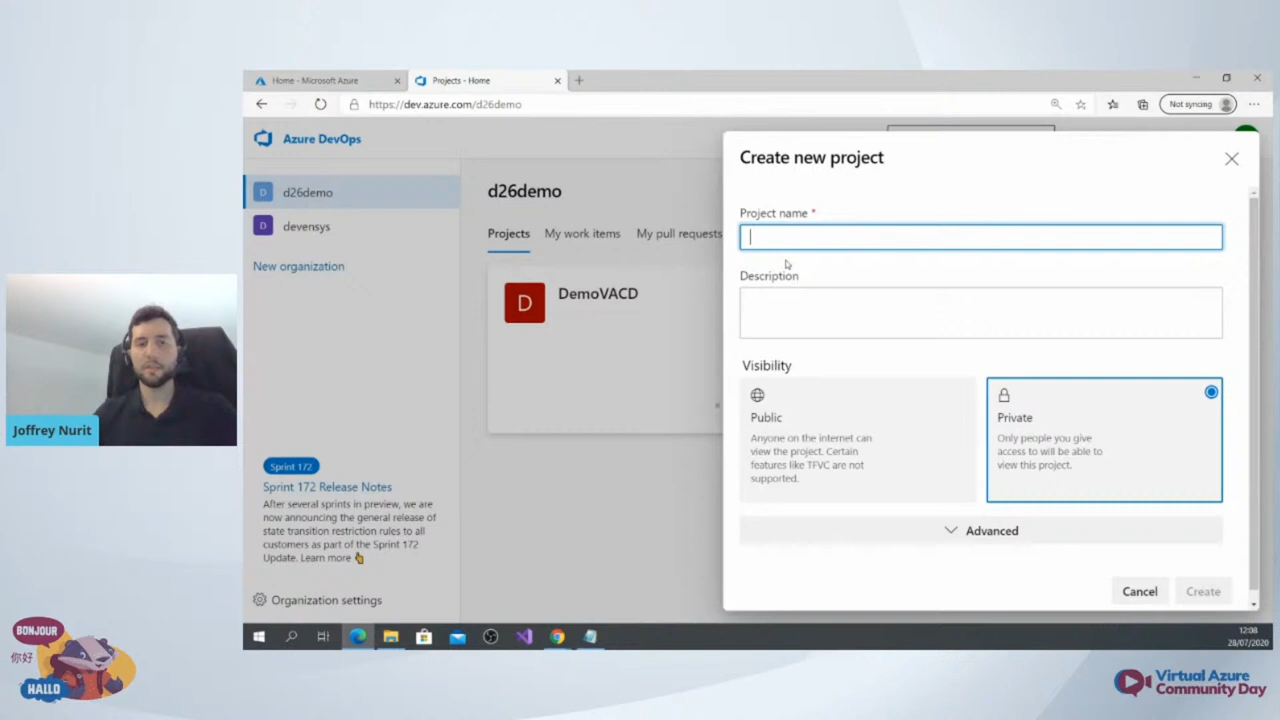 Home - Microsoft Azure
Projects - Home
https://dev.azure.com/d26demo
Not syncing
Azure DevOps
D d26demo
D devensys
New organization
d26demo
Projects My work items My pull requests
D DemoVACD
Create new project
Project name *
Description
Visibility
Public
Anyone on the internet can
view the project. Certain
features like TFVC are not
supported.
Private
Only people you give
access to will be able to
view this project.
Advanced
Cancel Create
Sprint 172
Sprint 172 Release Notes
After several sprints in preview, we are
now announcing the general release of
state transition restriction rules to all
customers as part of the Sprint 172
Update. Learn more
Organization settings
12:08
28/07/2020
Joffrey Nurit
BONJOUR
你好
HALLO
Virtual Azure
Community Day